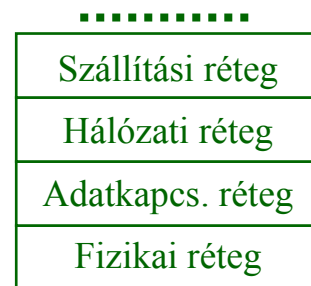 Szállítási réteg
Hálózati réteg
Adatkapcs. réteg
Fizikai réteg